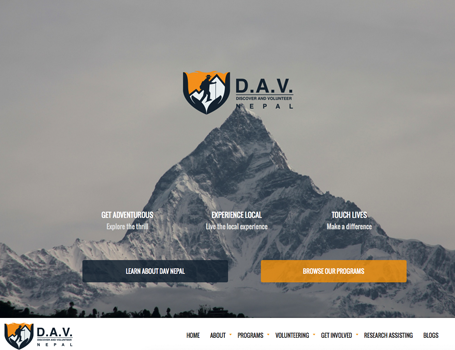 D.A.V.
DISCOVER AND VOLUNTEER
NEPAL
GET ADVENTUROUS
Explore the thrill
EXPERIENCE LOCAL
Live the local experience
TOUCH LIVES
Make a difference
LEARN ABOUT DAV NEPAL
BROWSE OUR PROGRAMS
D.A.V.
DISCOVER AND VOLUNTEER
NEPAL
HOME ABOUT PROGRAMS VOLUNTEERING GET INVOLVED RESEARCH ASSISTING BLOGS